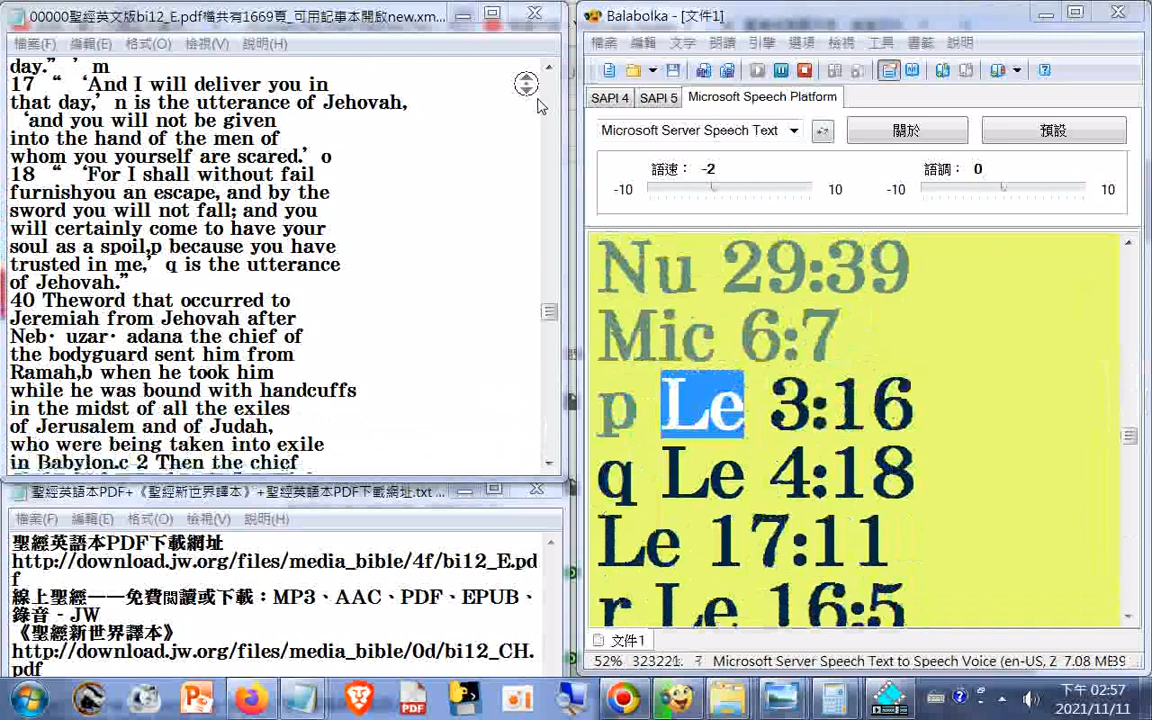 00000聖經英文版bi12_E.pdf檔共有1669頁_可用記事本開啟new.xm...
檔案(F) 編輯(E) 格式(O) 檢視(V) 說明(H)
day.” ’ m
17 “ ‘And I will deliver you in
that day,’ n is the utterance of Jehovah,
‘and you will not be given
into the hand of the men of
whom you yourself are scared.’ o
18 “ ‘For I shall without fail
furnishyou an escape, and by the
sword you will not fall; and you
will certainly come to have your
soul as a spoil,p because you have
trusted in me,’ q is the utterance
of Jehovah.”
40 Theword that occurred to
Jeremiah from Jehovah after
Neb· uzar· adana the chief of
the bodyguard sent him from
Ramah,b when he took him
while he was bound with handcuffs
in the midst of all the exiles
of Jerusalem and of Judah,
who were being taken into exile
in Babylon.c 2 Then the chief
聖經英語本PDF+《聖經新世界譯本》+聖經英語本PDF下載網址.txt ...
檔案(F) 編輯(E) 格式(O) 檢視(V) 說明(H)
聖經英語本PDF下載網址
http://download.jw.org/files/media_bible/4f/bi12_E.pd
f
線上聖經——免費閱讀或下載：MP3、AAC、PDF、EPUB、
錄音 - JW
《聖經新世界譯本》
http://download.jw.org/files/media_bible/0d/bi12_CH.
pdf
Balabolka - [文件1]
檔案 編輯 文字 朗讀 引擎 選項 檢視 工具 書籤 說明
SAPI 4 SAPI 5 Microsoft Speech Platform
Microsoft Server Speech Text 關於 預設
語速： -2 語調： 0
-10 10 -10 10
Nu 29:39
Mic 6:7
p Le 3:16
q Le 4:18
Le 17:11
r Le 16:5
文件1
52% 323221. Microsoft Server Speech Text to Speech Voice (en-US, Z 7.08 MB
下午 02:57
2021/11/11